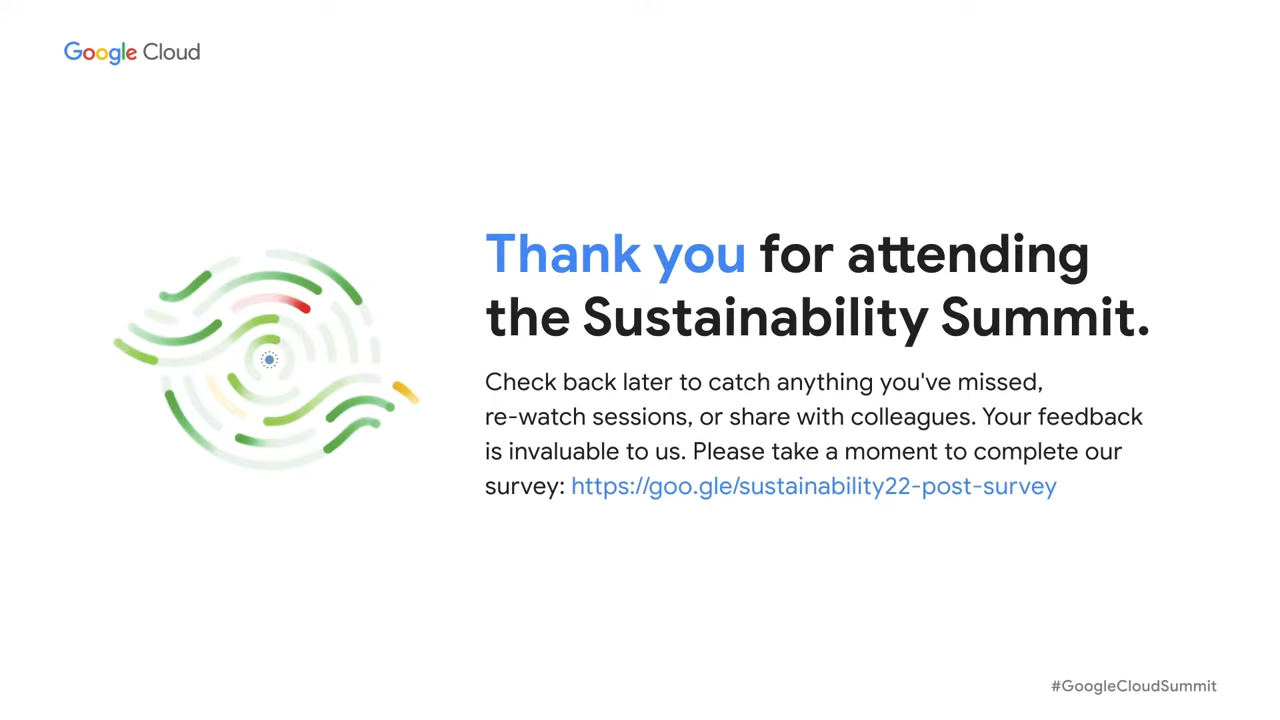 Google Cloud
Thank you for attending
the Sustainability Summit.
Check back later to catch anything you've missed,
re-watch sessions, or share with colleagues. Your feedback
is invaluable to us. Please take a moment to complete our
survey: https://goo.gle/sustainability22-post-survey
#GoogleCloudSummit